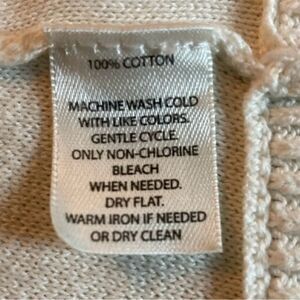 100% COTTON
MACHINE WASH COLD
WITH LIKE COLORS.
GENTLE CYCLE.
ONLY NON-CHLORINE
BLEACH
WHEN NEEDED.
DRY FLAT.
WARM IRON IF NEEDED
OR DRY CLEAN